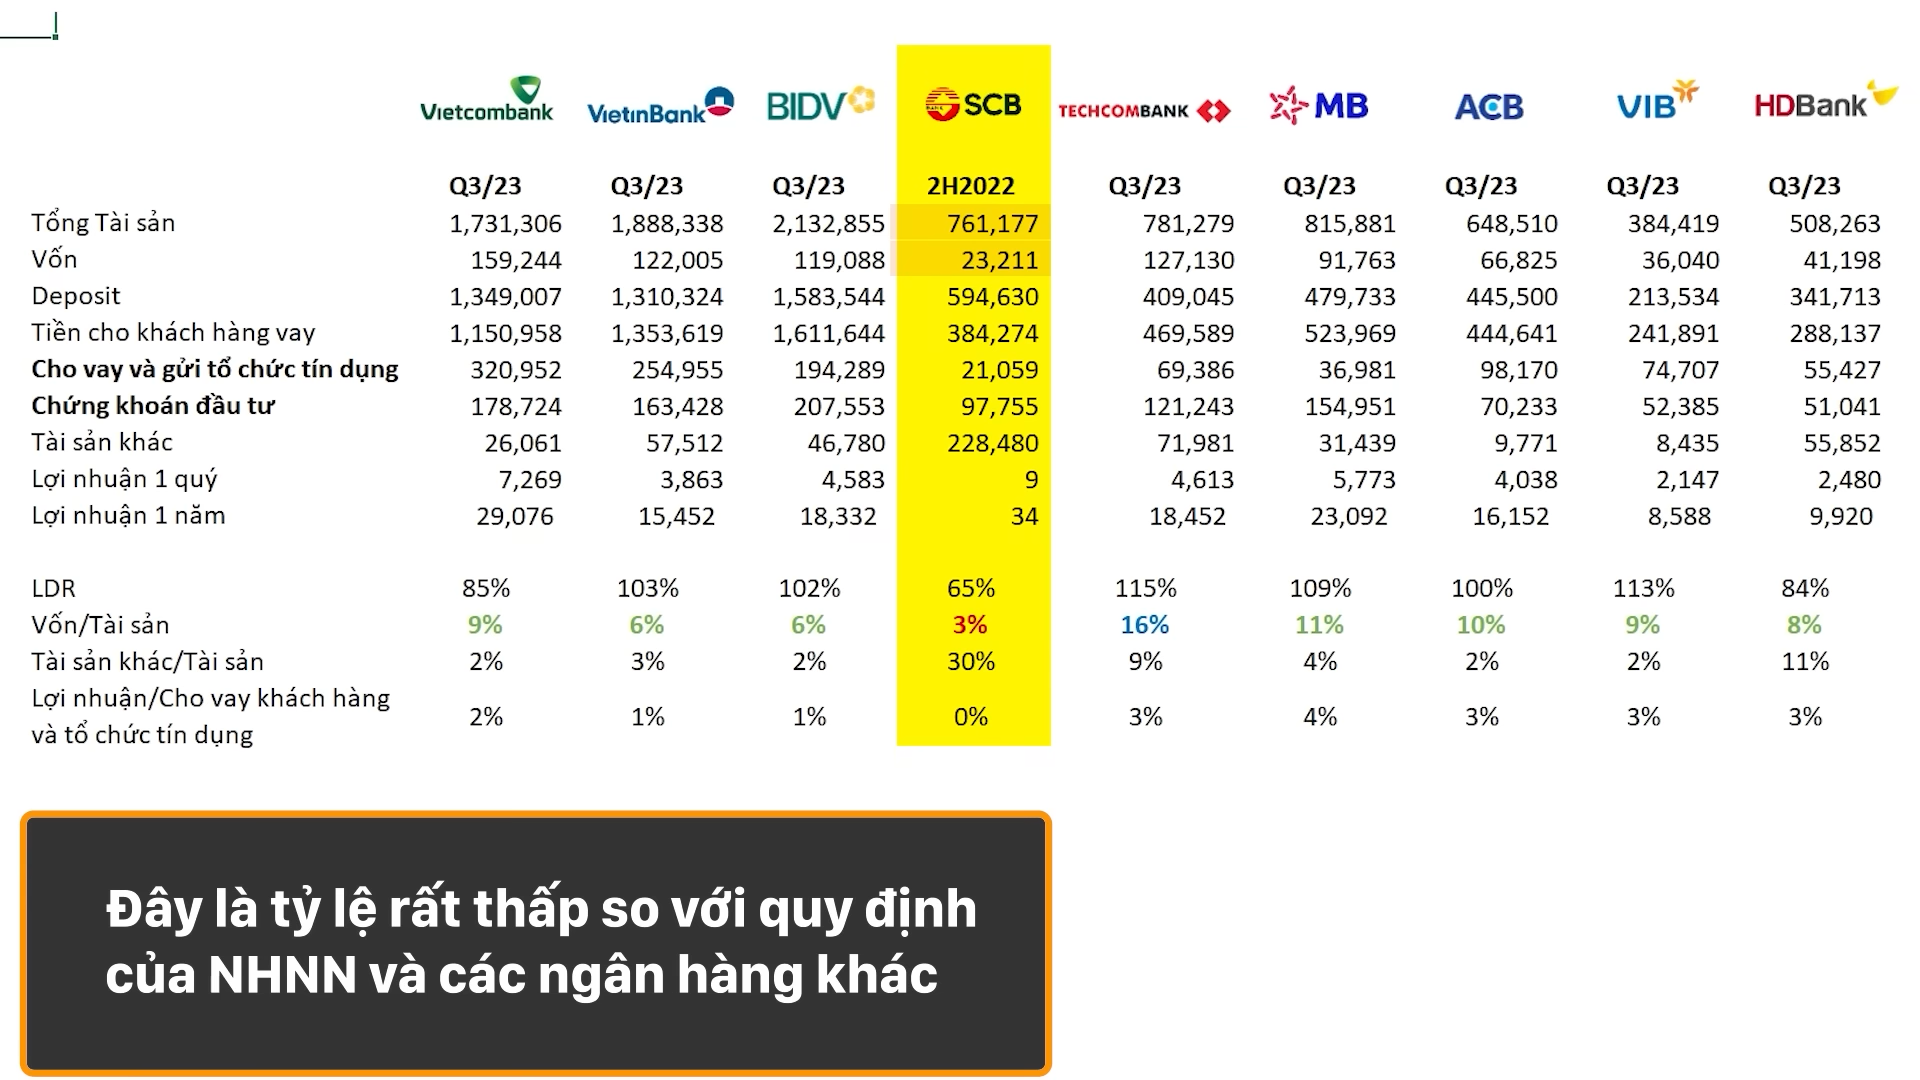 Vietcombank VietinBank BIDV SCB TECHCOMBANK MB ACB VIB HDBank
Q3/23 Q3/23 Q3/23 2H2022 Q3/23 Q3/23 Q3/23 Q3/23 Q3/23
Tổng Tài sản 1,731,306 1,888,338 2,132,855 761,177 781,279 815,881 648,510 384,419 508,263
Vốn 159,244 122,005 119,088 23,211 127,130 91,763 66,825 36,040 41,198
Deposit 1,349,007 1,310,324 1,583,544 594,630 409,045 479,733 445,500 213,534 341,713
Tiền cho khách hàng vay 1,150,958 1,353,619 1,611,644 384,274 469,589 523,969 444,641 241,891 288,137
Cho vay và gửi tổ chức tín dụng 320,952 254,955 194,289 21,059 69,386 36,981 98,170 74,707 55,427
Chứng khoán đầu tư 178,724 163,428 207,553 97,755 121,243 154,951 70,233 52,385 51,041
Tài sản khác 26,061 57,512 46,780 228,480 71,981 31,439 9,771 8,435 55,852
Lợi nhuận 1 quý 7,269 3,863 4,583 9 4,613 5,773 4,038 2,147 2,480
Lợi nhuận 1 năm 29,076 15,452 18,332 34 18,452 23,092 16,152 8,588 9,920
LDR 85% 103% 102% 65% 115% 109% 100% 113% 84%
Vốn/Tài sản 9% 6% 6% 3% 16% 11% 10% 9% 8%
Tài sản khác/Tài sản 2% 3% 2% 30% 9% 4% 2% 2% 11%
Lợi nhuận/Cho vay khách hàng
và tổ chức tín dụng 2% 1% 1% 0% 3% 4% 3% 3% 3%
Đây là tỷ lệ rất thấp so với quy định
của NHNN và các ngân hàng khác